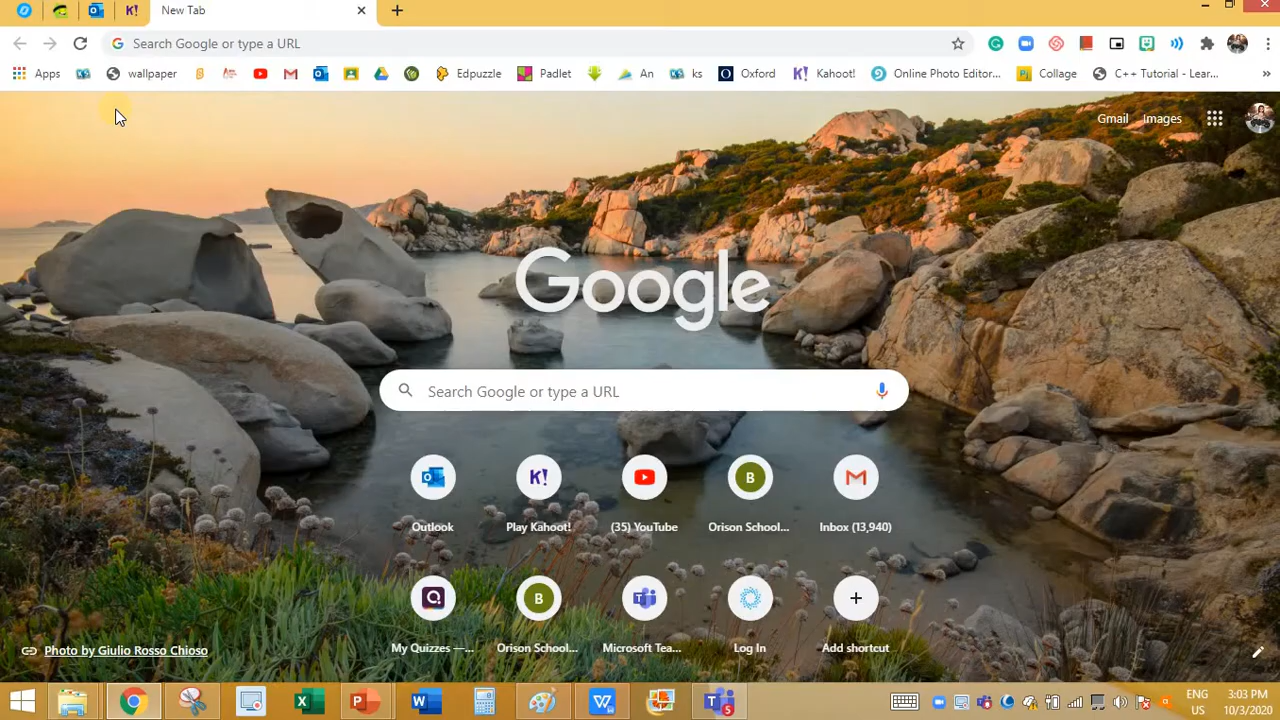 New Tab
Search Google or type a URL
Apps wallpaper Edpuzzle Padlet An ks Oxford Kahoot! Online Photo Editor... Collage C++ Tutorial - Lear... »
Gmail Images
Google
Search Google or type a URL
Outlook Play Kahoot! (35) YouTube Orison School... Inbox (13,940)
My Quizzes —... Orison School... Microsoft Tea... Log In Add shortcut
Photo by Giulio Rosso Chioso
ENG 3:03 PM
US 10/3/2020